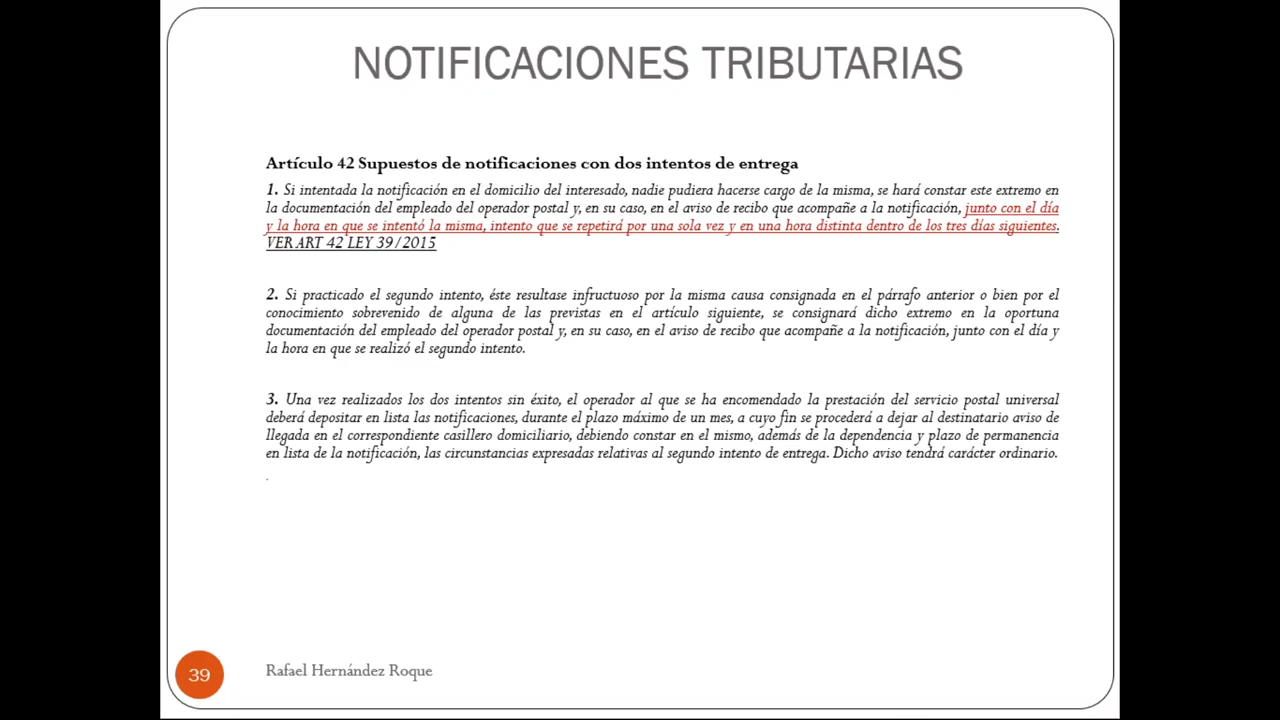 NOTIFICACIONES TRIBUTARIAS
Artículo 42 Supuestos de notificaciones con dos intentos de entrega
1. Si intentada la notificación en el domicilio del interesado, nadie pudiera hacerse cargo de la misma, se hará constar este extremo en
la documentación del empleado del operador postal y, en su caso, en el aviso de recibo que acompañe a la notificación, junto con el día
y la hora en que se intentó la misma, intento que se repetirá por una sola vez y en una hora distinta dentro de los tres días siguientes.
VER ART 42 LEY 39/2015
2. Si practicado el segundo intento, éste resultase infructuoso por la misma causa consignada en el párrafo anterior o bien por el
conocimiento sobrevenido de alguna de las previstas en el artículo siguiente, se consignará dicho extremo en la oportuna
documentación del empleado del operador postal y, en su caso, en el aviso de recibo que acompañe a la notificación, junto con el día y
la hora en que se realizó el segundo intento.
3. Una vez realizados los dos intentos sin éxito, el operador al que se ha encomendado la prestación del servicio postal universal
deberá depositar en lista las notificaciones, durante el plazo máximo de un mes, a cuyo fin se procederá a dejar al destinatario aviso de
llegada en el correspondiente casillero domiciliario, debiendo constar en el mismo, además de la dependencia y plazo de permanencia
en lista de la notificación, las circunstancias expresadas relativas al segundo intento de entrega. Dicho aviso tendrá carácter ordinario.
.
39
Rafael Hernández Roque